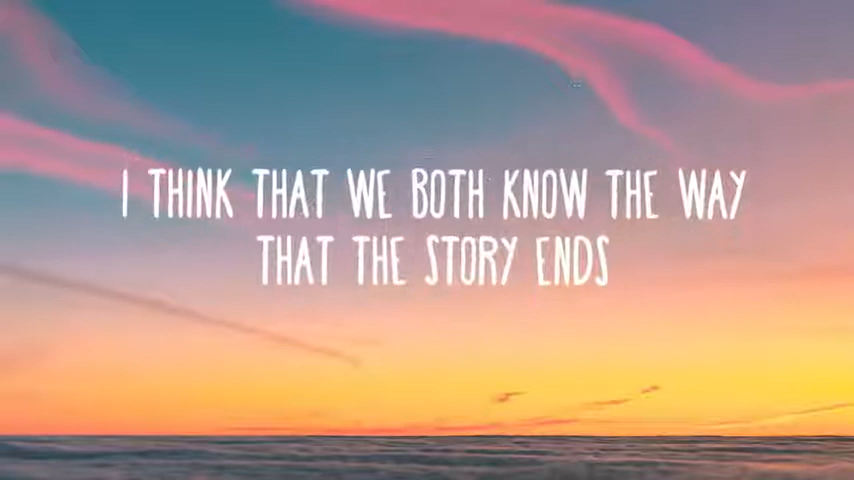 I THINK THAT WE BOTH KNOW THE WAY
THAT THE STORY ENDS